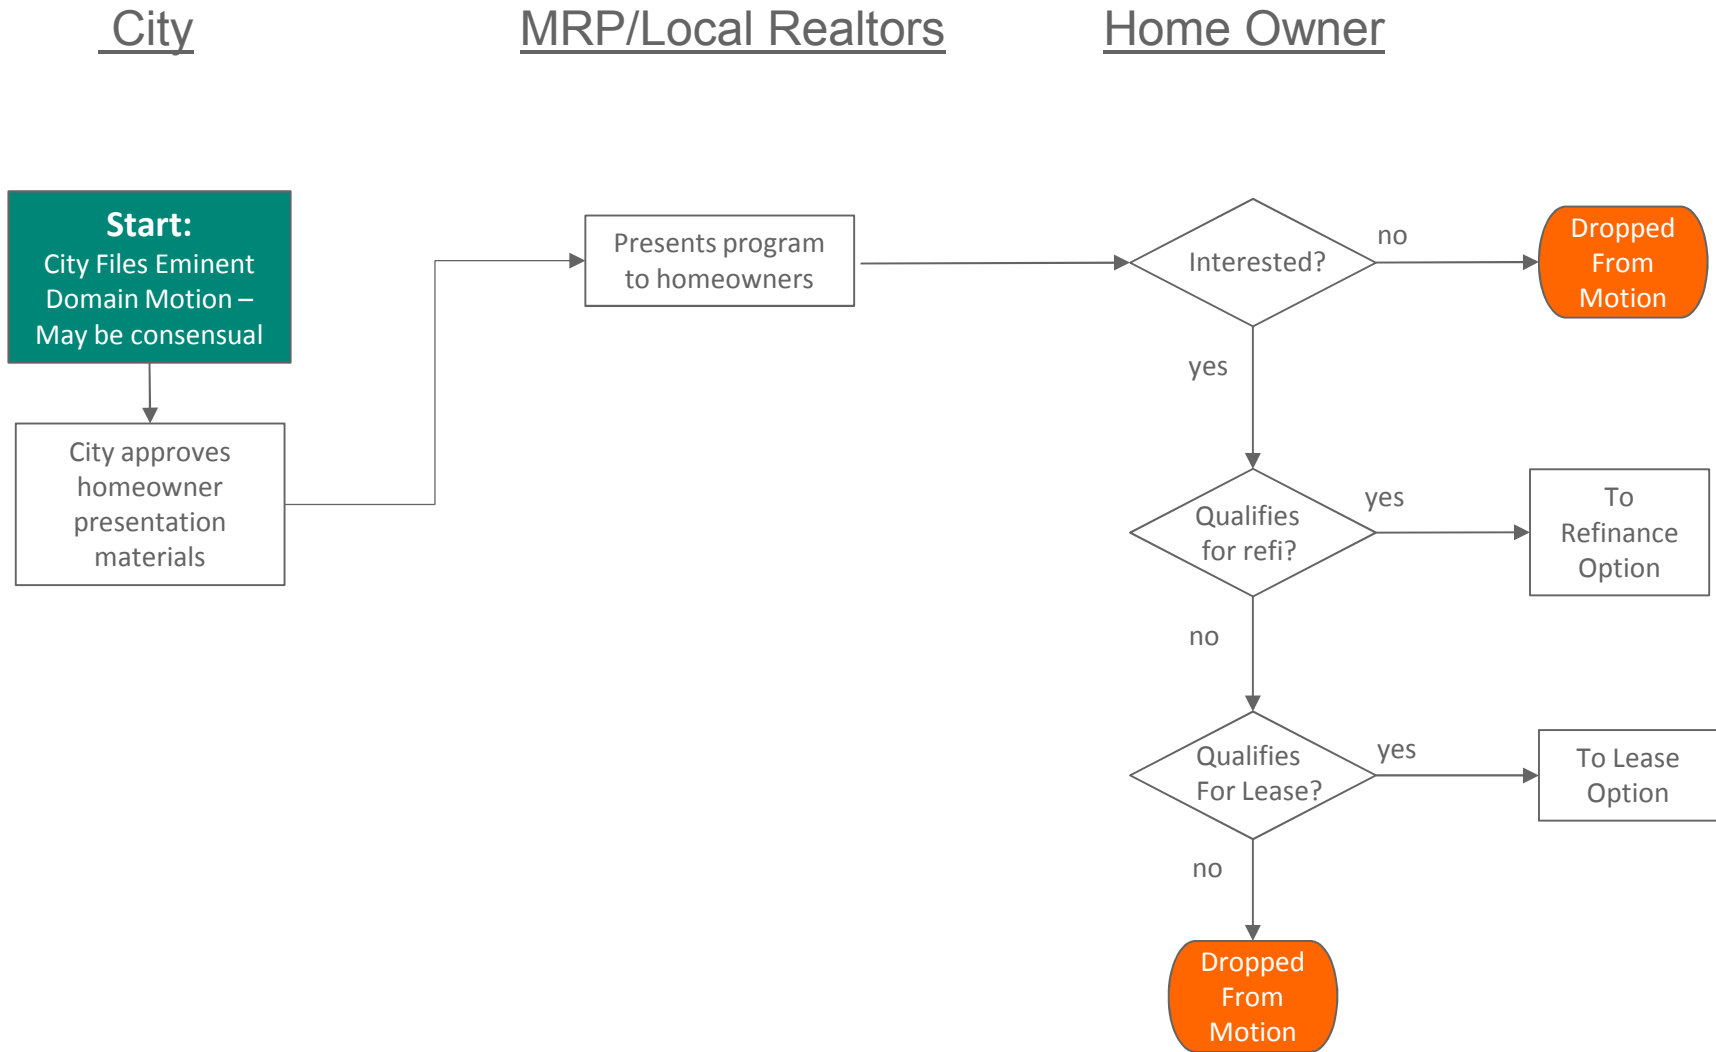 City
MRP/Local Realtors
Home Owner
Start:
City Files Eminent
Domain Motion –
May be consensual
City approves
homeowner
presentation
materials
Presents program
to homeowners
Interested?
no
Dropped
From
Motion
yes
Qualifies
for refi?
yes
To
Refinance
Option
no
Qualifies
For Lease?
yes
To Lease
Option
no
Dropped
From
Motion